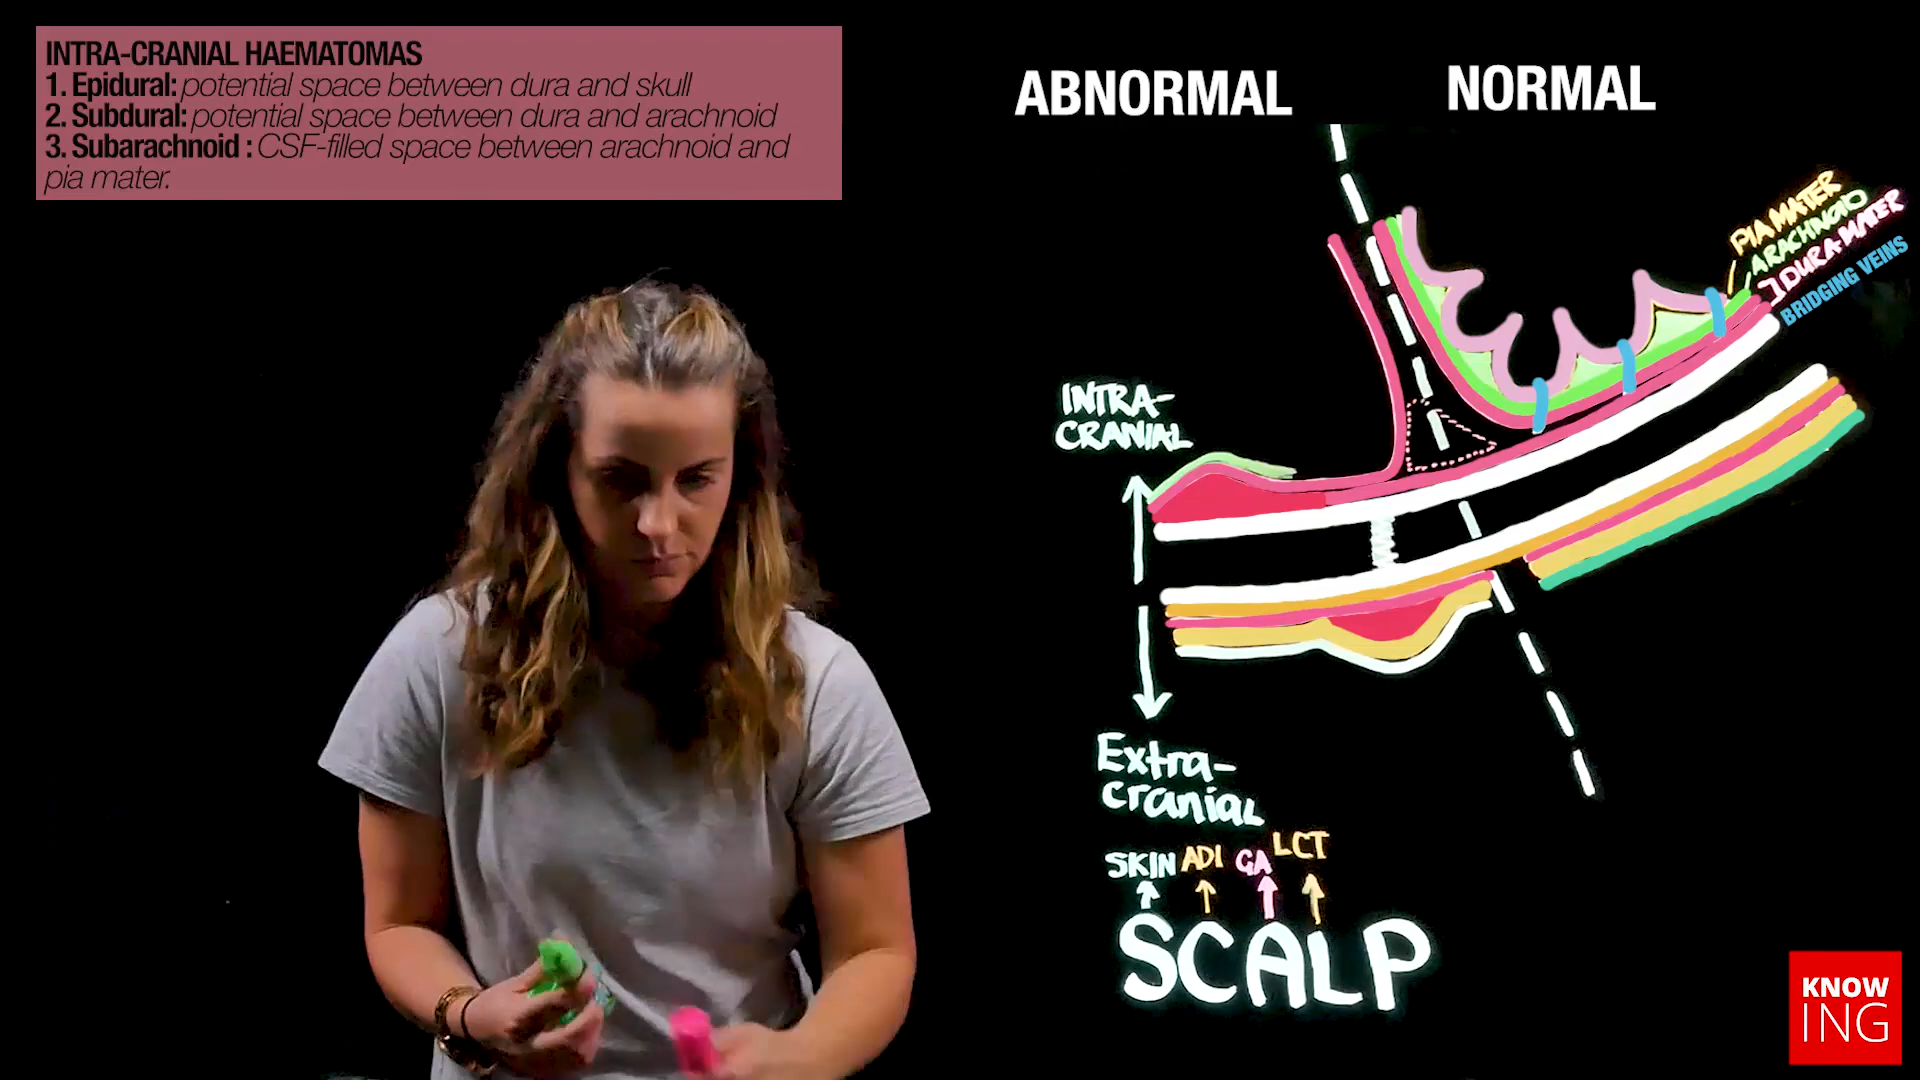 INTRA-CRANIAL HAEMATOMAS
1. Epidural: potential space between dura and skull
2. Subdural: potential space between dura and arachnoid
3. Subarachnoid : CSF-filled space between arachnoid and
pia mater.
ABNORMAL
NORMAL
PIA MATER
ARACHNOID
DURA MATER
BRIDGING VEINS
INTRA-
CRANIAL
Extra-
cranial
SKIN ADI GA LCT
SCALP
KNOW
ING